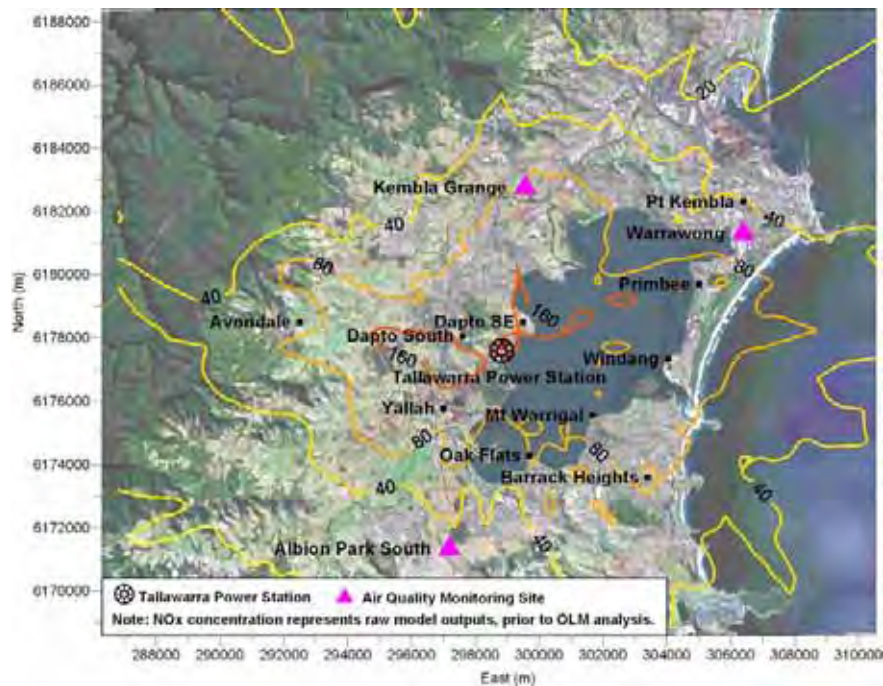 6188000
6186000
6184000
6182000
6180000
6178000
6176000
6174000
6172000
6170000
North (m)
20
Kembla Grange
Pt Kembla
40
40
Warrawong
80
80
40
Primbee
Avondale
Dapto SE
160
Dapto South
160
Windang
Tallawarra Power Station
Yallah
Mt Warrigal
80
Oak Flats
80
Barrack Heights
40
40
Albion Park South
40
Tallawarra Power Station
Air Quality Monitoring Site
Note: NOx concentration represents raw model outputs, prior to OLM analysis.
288000 290000 292000 294000 296000 298000 300000 302000 304000 306000 308000 310000
East (m)